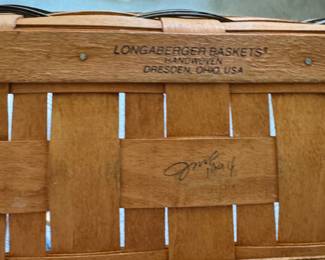 LONGABERGER BASKETS®
HANDWOVEN
DRESDEN, OHIO, USA